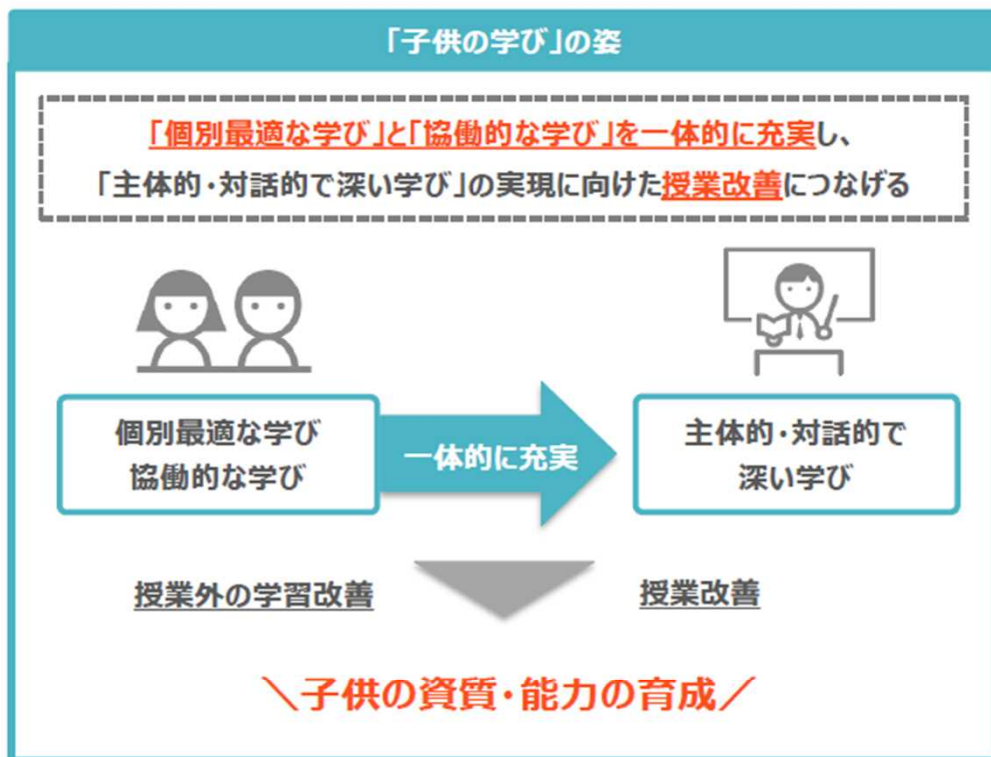 「子供の学び」の姿
「個別最適な学び」と「協働的な学び」を一体的に充実し、
「主体的・対話的で深い学び」の実現に向けた授業改善につなげる
個別最適な学び
協働的な学び
一体的に充実
主体的・対話的で
深い学び
授業外の学習改善
授業改善
＼子供の資質・能力の育成／